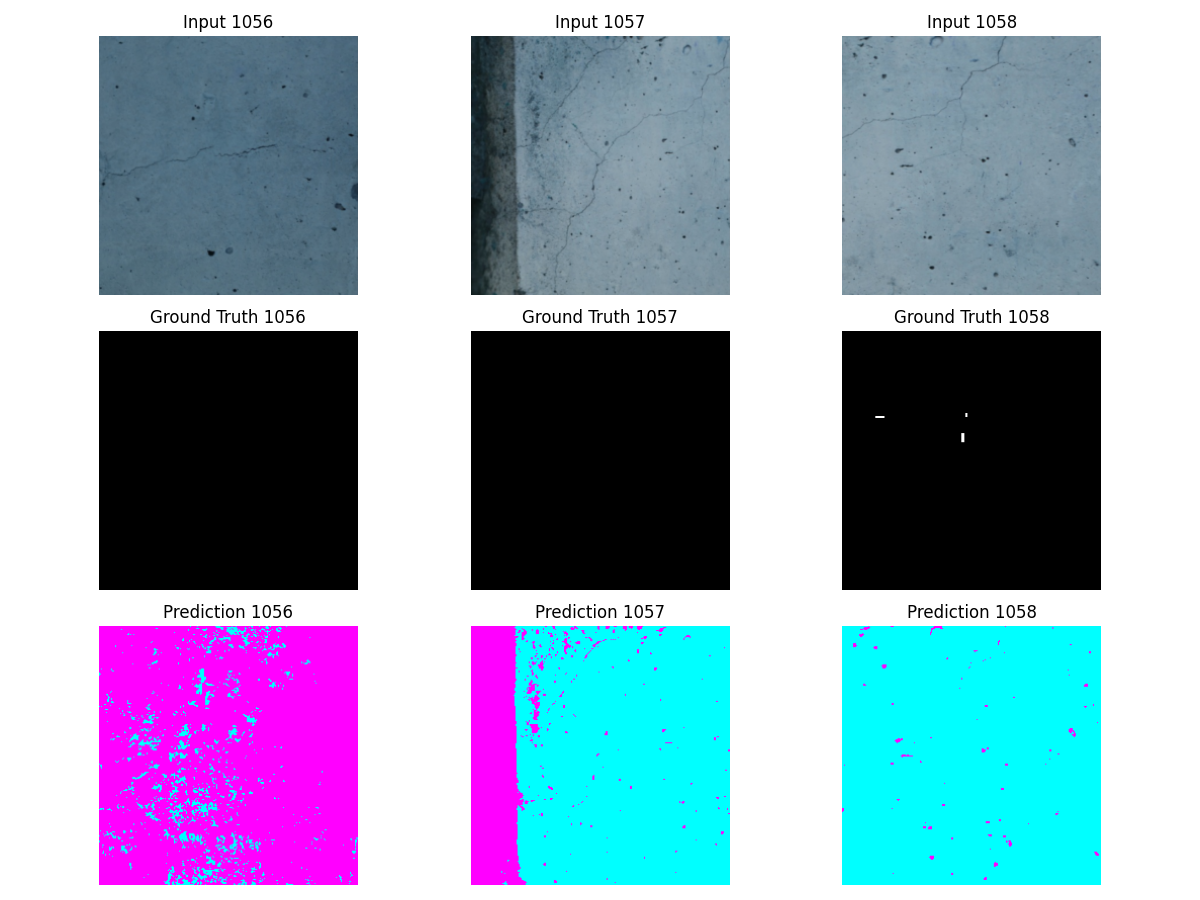 Input 1056
Input 1057
Input 1058
Ground Truth 1056
Ground Truth 1057
Ground Truth 1058
Prediction 1056
Prediction 1057
Prediction 1058